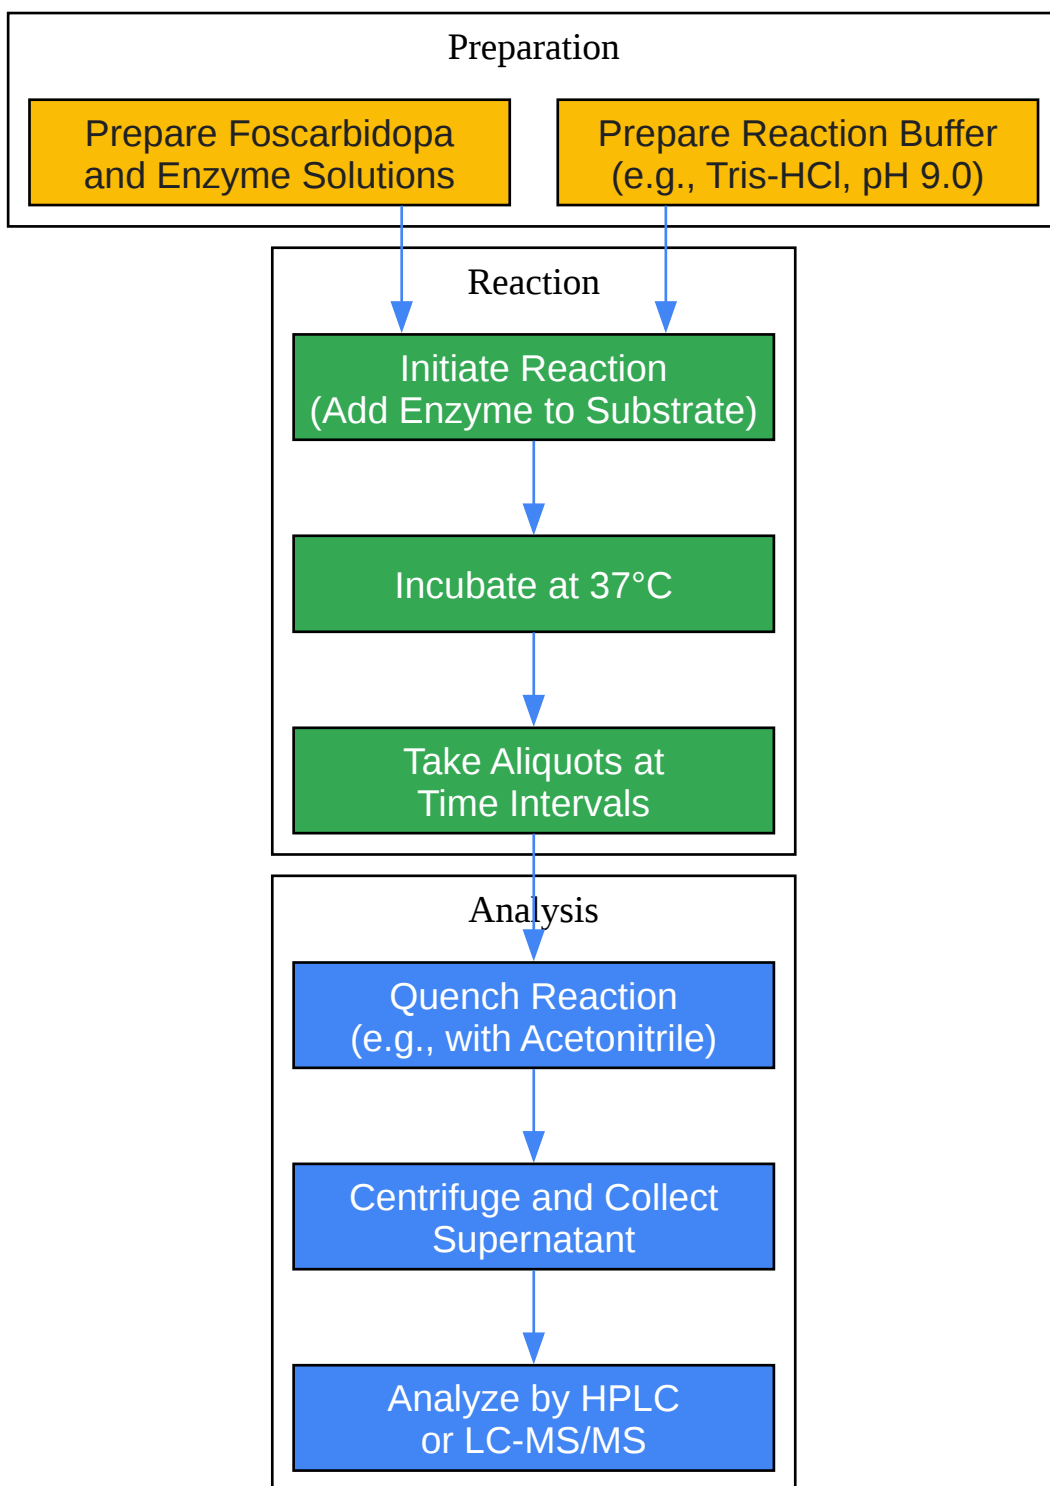 Preparation
Prepare Foscarbidopa
and Enzyme Solutions
Prepare Reaction Buffer
(e.g., Tris-HCl, pH 9.0)
Reaction
Initiate Reaction
(Add Enzyme to Substrate)
Incubate at 37°C
Take Aliquots at
Time Intervals
Analysis
Quench Reaction
(e.g., with Acetonitrile)
Centrifuge and Collect
Supernatant
Analyze by HPLC
or LC-MS/MS